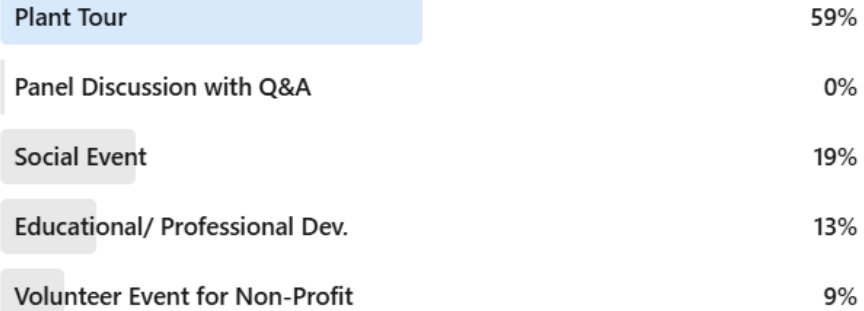 Plant Tour 59%
Panel Discussion with Q&A 0%
Social Event 19%
Educational/ Professional Dev. 13%
Volunteer Event for Non-Profit 9%